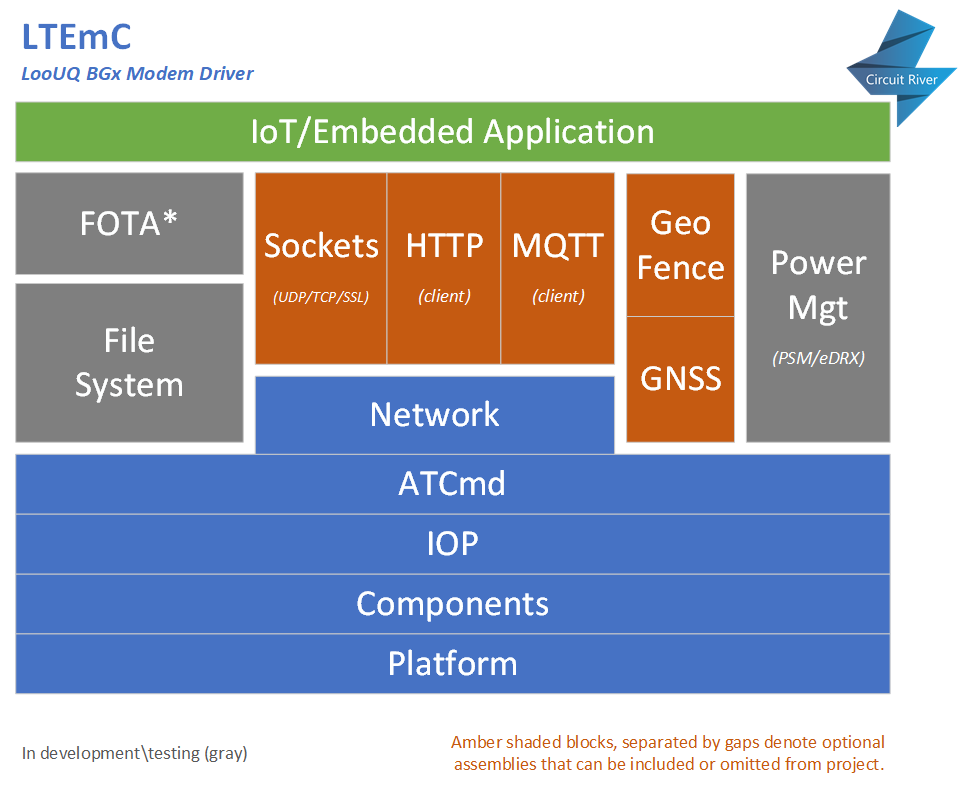 LTEmC
LooUQ BGx Modem Driver
Circuit River
IoT/Embedded Application
FOTA*
File
System
Sockets
(UDP/TCP/SSL)
HTTP
(client)
MQTT
(client)
Geo
Fence
GNSS
Power
Mgt
(PSM/eDRX)
Network
ATCmd
IOP
Components
Platform
In development\testing (gray)
Amber shaded blocks, separated by gaps denote optional
assemblies that can be included or omitted from project.